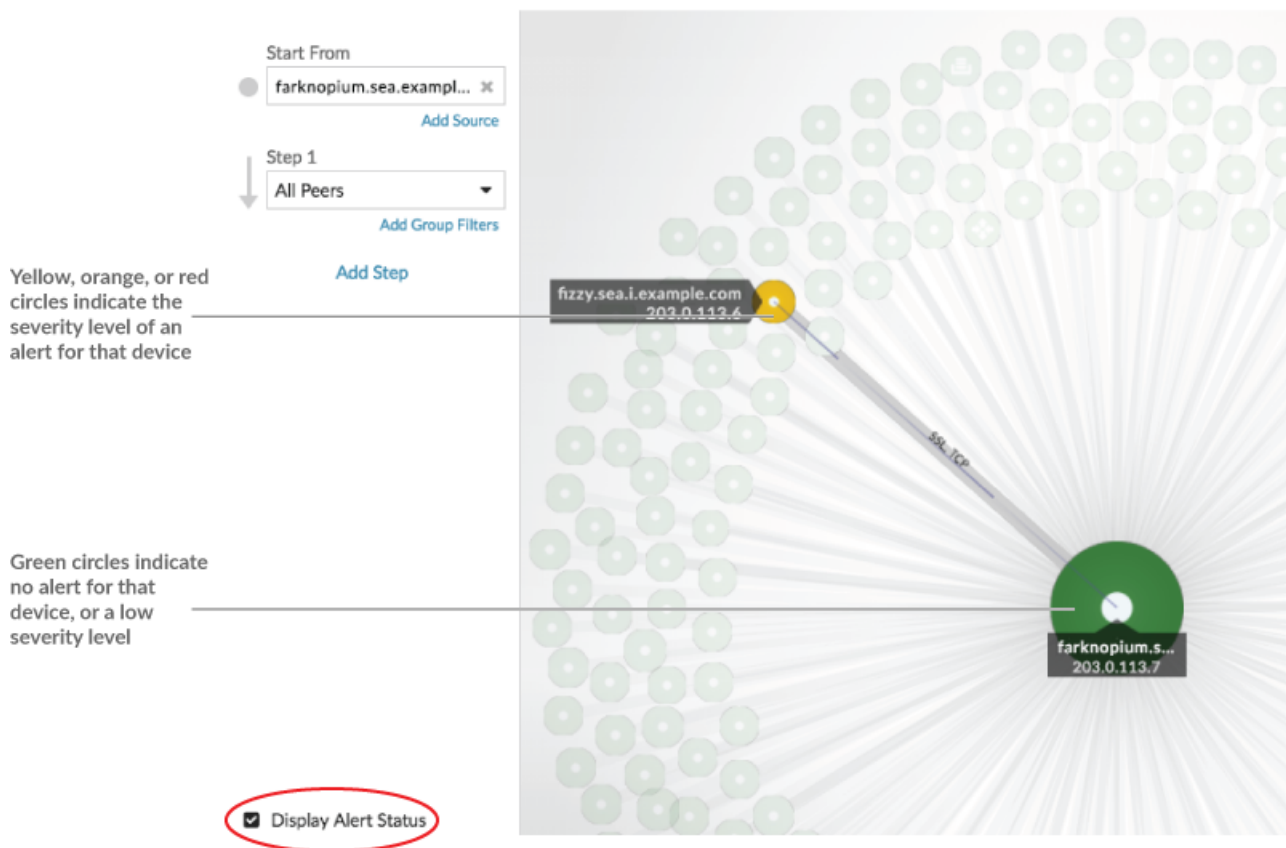 Start From
farknopium.sea.exampl...
Add Source
Step 1
All Peers
Add Group Filters
Add Step
Yellow, orange, or red
circles indicate the
severity level of an
alert for that device
fizzy.sea.i.example.com
203.0.113.6
SSL, TCP
Green circles indicate
no alert for that
device, or a low
severity level
farknopium.s...
203.0.113.7
Display Alert Status